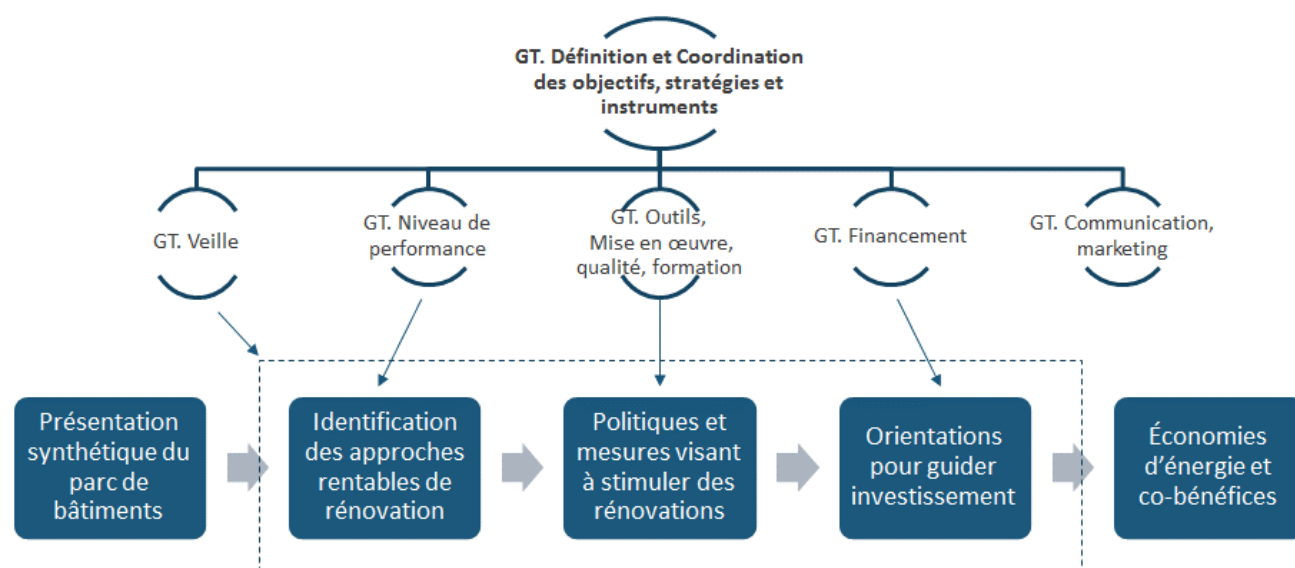 GT. Définition et Coordination
des objectifs, stratégies et
instruments
GT. Veille
GT. Niveau de
performance
GT. Outils,
Mise en œuvre,
qualité, formation
GT. Financement
GT. Communication,
marketing
Présentation
synthétique du
parc de
bâtiments
Identification
des approches
rentables de
rénovation
Politiques et
mesures visant
à stimuler des
rénovations
Orientations
pour guider
investissement
Économies
d’énergie et
co-bénéfices